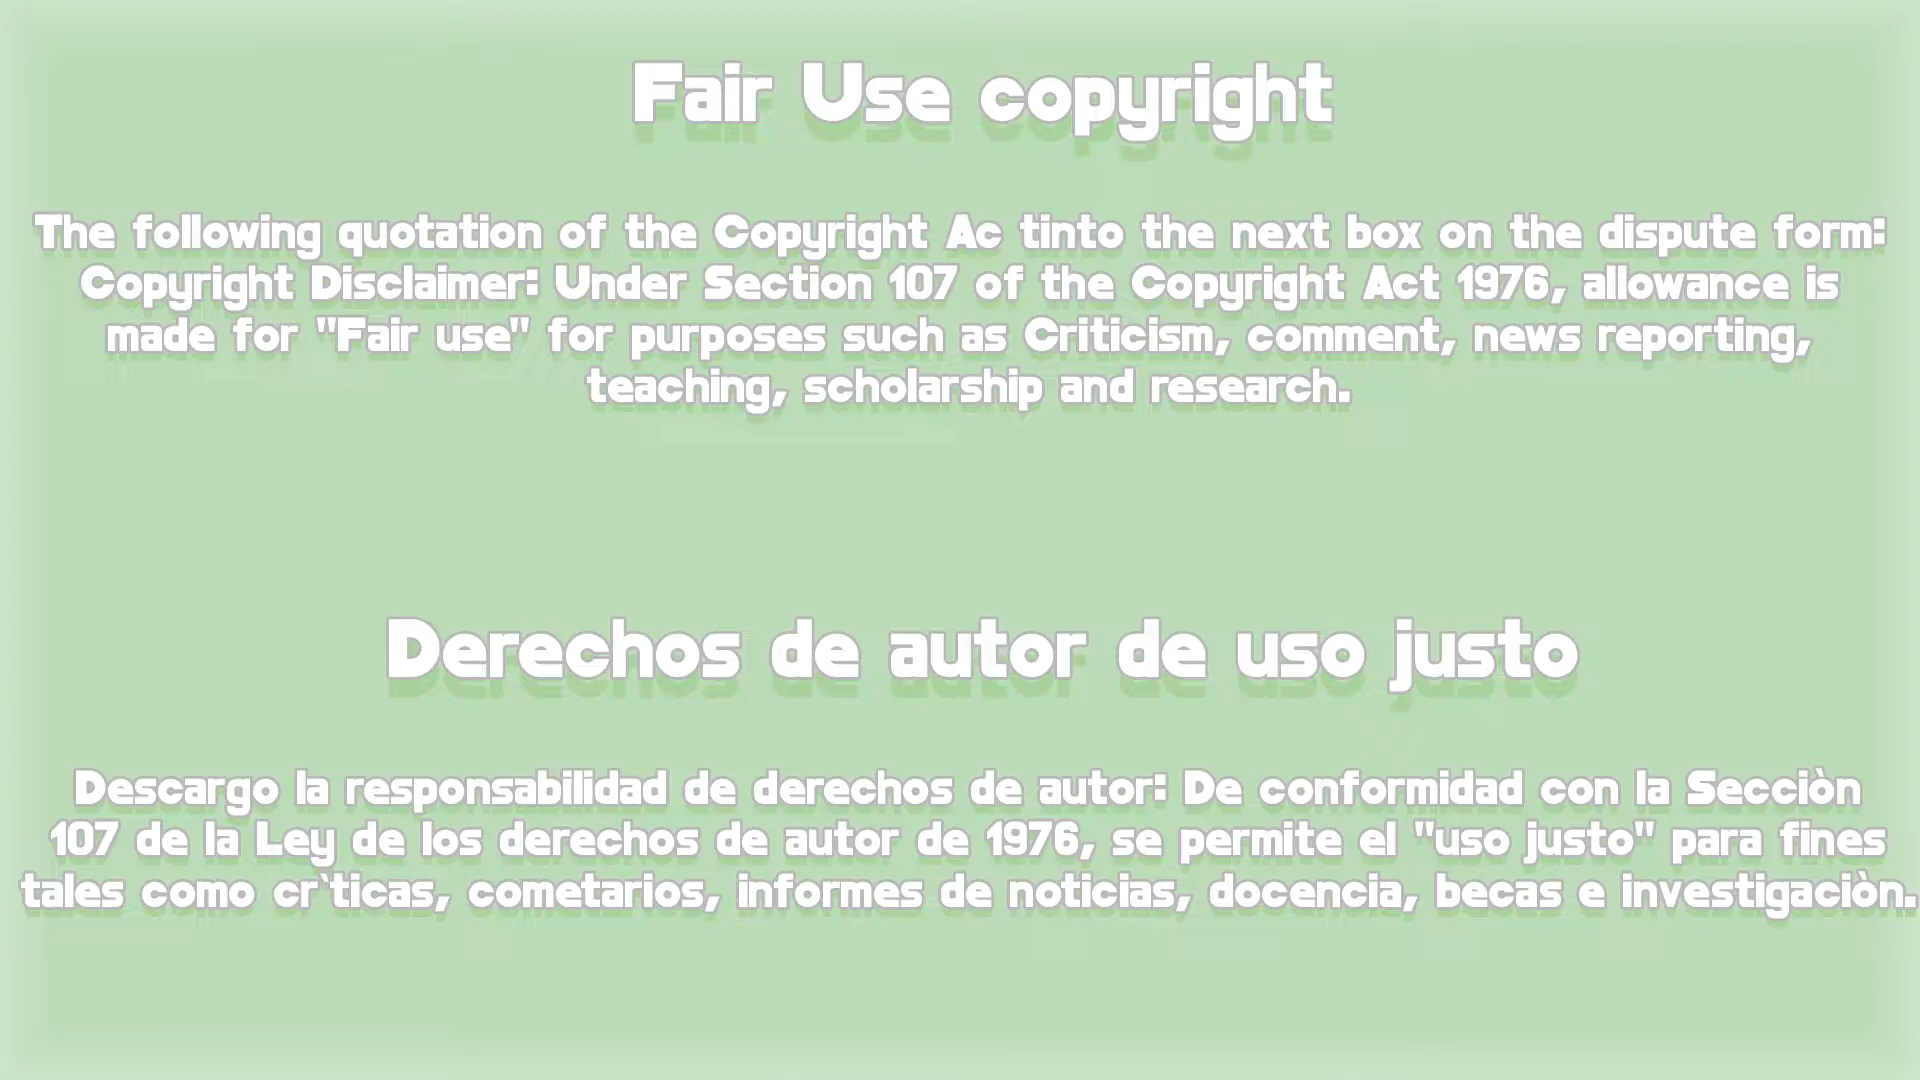 Fair Use copyright
The following quotation of the Copyright Ac tinto the next box on the dispute form:
Copyright Disclaimer: Under Section 107 of the Copyright Act 1976, allowance is
made for "Fair use" for purposes such as Criticism, comment, news reporting,
teaching, scholarship and research.
Derechos de autor de uso justo
Descargo la responsabilidad de derechos de autor: De conformidad con la Secciòn
107 de la Ley de los derechos de autor de 1976, se permite el "uso justo" para fines
tales como cr`ticas, cometarios, informes de noticias, docencia, becas e investigaciòn.